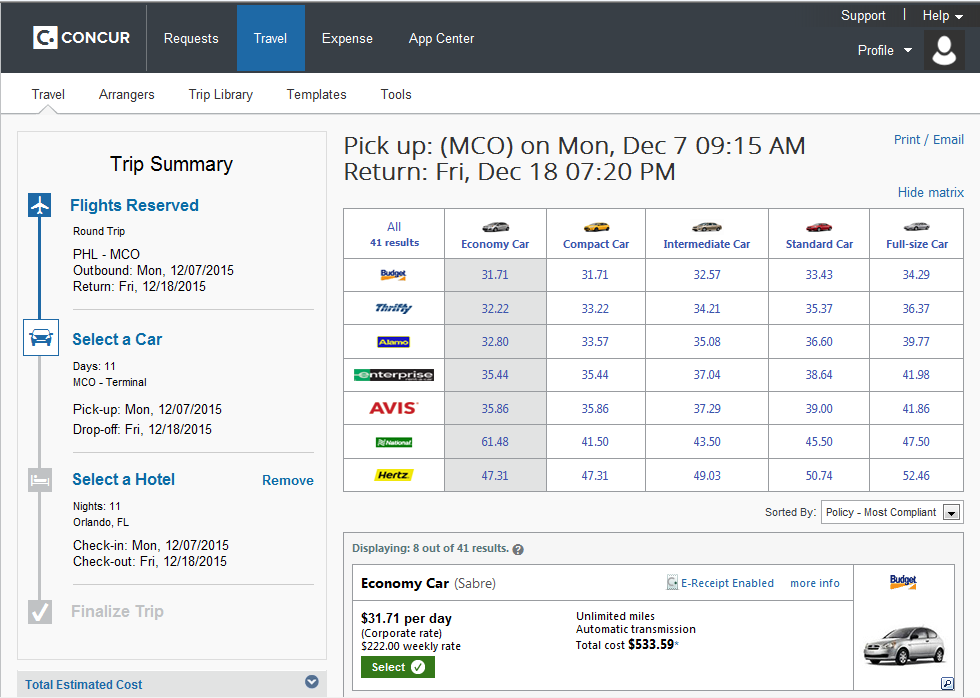 Support | Help
CONCUR Requests Travel Expense App Center
Profile
Travel Arrangers Trip Library Templates Tools
Trip Summary
Flights Reserved
Round Trip
PHL - MCO
Outbound: Mon, 12/07/2015
Return: Fri, 12/18/2015
Select a Car
Days: 11
MCO - Terminal
Pick-up: Mon, 12/07/2015
Drop-off: Fri, 12/18/2015
Select a Hotel Remove
Nights: 11
Orlando, FL
Check-in: Mon, 12/07/2015
Check-out: Fri, 12/18/2015
Finalize Trip
Total Estimated Cost
Pick up: (MCO) on Mon, Dec 7 09:15 AM
Return: Fri, Dec 18 07:20 PM
Print / Email
Hide matrix
All
41 results Economy Car Compact Car Intermediate Car Standard Car Full-size Car
Budget 31.71 31.71 32.57 33.43 34.29
Thrifty 32.22 33.22 34.21 35.37 36.37
Alamo 32.80 33.57 35.08 36.60 39.77
enterprise 35.44 35.44 37.04 38.64 41.98
AVIS 35.86 35.86 37.29 39.00 41.86
National 61.48 41.50 43.50 45.50 47.50
Hertz 47.31 47.31 49.03 50.74 52.46
Sorted By: Policy - Most Compliant
Displaying: 8 out of 41 results. ?
Economy Car (Sabre) E-Receipt Enabled more info
Budget
$31.71 per day
(Corporate rate)
$222.00 weekly rate
Select
Unlimited miles
Automatic transmission
Total cost $533.59*